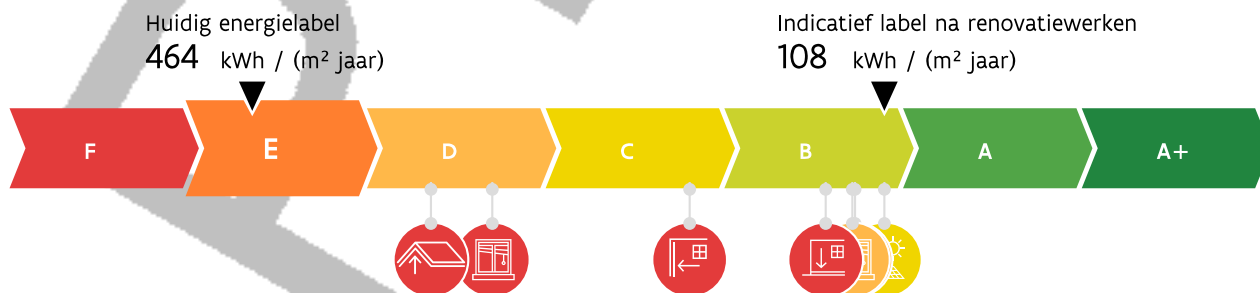 Huidig energielabel
464 kWh / (m² jaar)
Indicatief label na renovatiewerken
108 kWh / (m² jaar)
F E D C B A A+